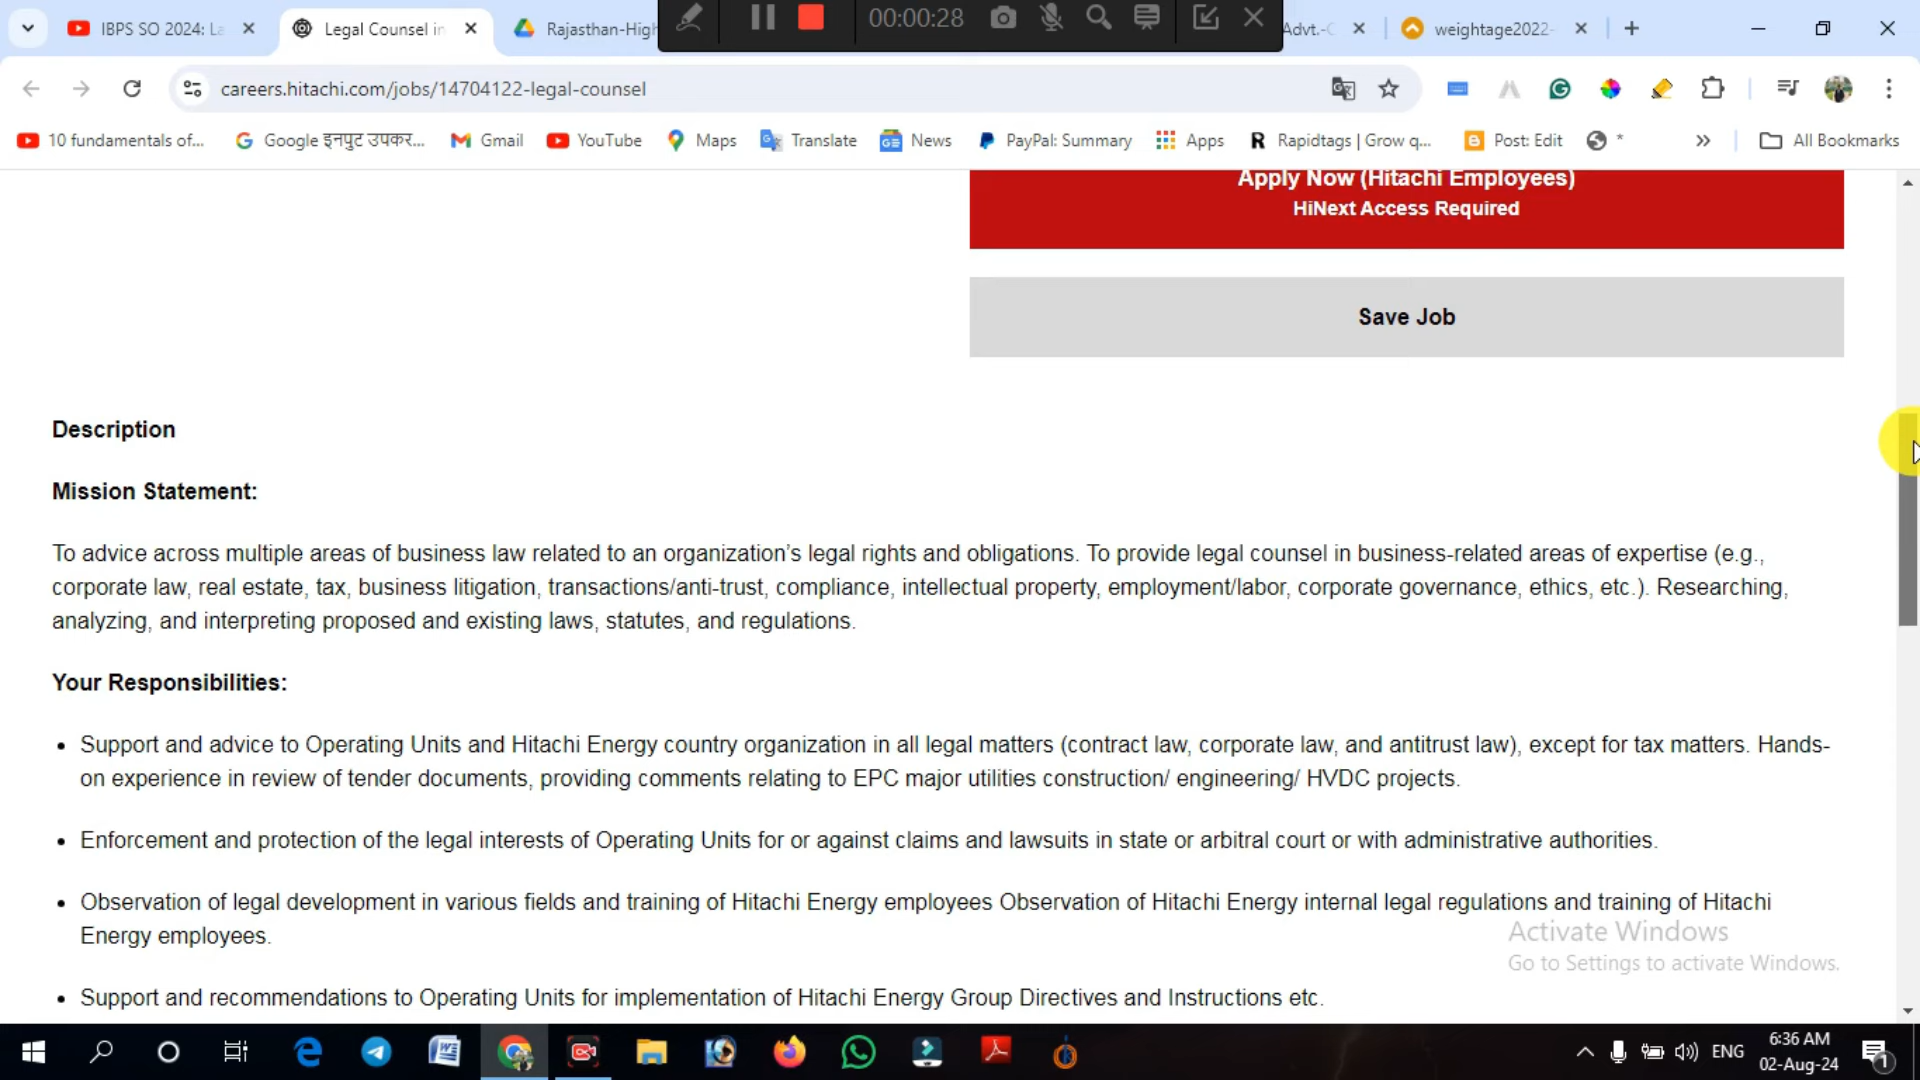 IBPS SO 2024: La
Legal Counsel in
Rajasthan-High
00:00:28
Advt.-C
weightage2022-
careers.hitachi.com/jobs/14704122-legal-counsel
10 fundamentals of...
Google इनपुट उपकर...
Gmail
YouTube
Maps
Translate
News
PayPal: Summary
Apps
Rapidtags | Grow q...
Post: Edit
*
All Bookmarks
Apply Now (Hitachi Employees)
HiNext Access Required
Save Job
Description
Mission Statement:
To advice across multiple areas of business law related to an organization’s legal rights and obligations. To provide legal counsel in business-related areas of expertise (e.g.,
corporate law, real estate, tax, business litigation, transactions/anti-trust, compliance, intellectual property, employment/labor, corporate governance, ethics, etc.). Researching,
analyzing, and interpreting proposed and existing laws, statutes, and regulations.
Your Responsibilities:
• Support and advice to Operating Units and Hitachi Energy country organization in all legal matters (contract law, corporate law, and antitrust law), except for tax matters. Hands-
on experience in review of tender documents, providing comments relating to EPC major utilities construction/ engineering/ HVDC projects.
• Enforcement and protection of the legal interests of Operating Units for or against claims and lawsuits in state or arbitral court or with administrative authorities.
• Observation of legal development in various fields and training of Hitachi Energy employees Observation of Hitachi Energy internal legal regulations and training of Hitachi
Energy employees.
• Support and recommendations to Operating Units for implementation of Hitachi Energy Group Directives and Instructions etc.
Activate Windows
Go to Settings to activate Windows.
ENG
6:36 AM
02-Aug-24
1